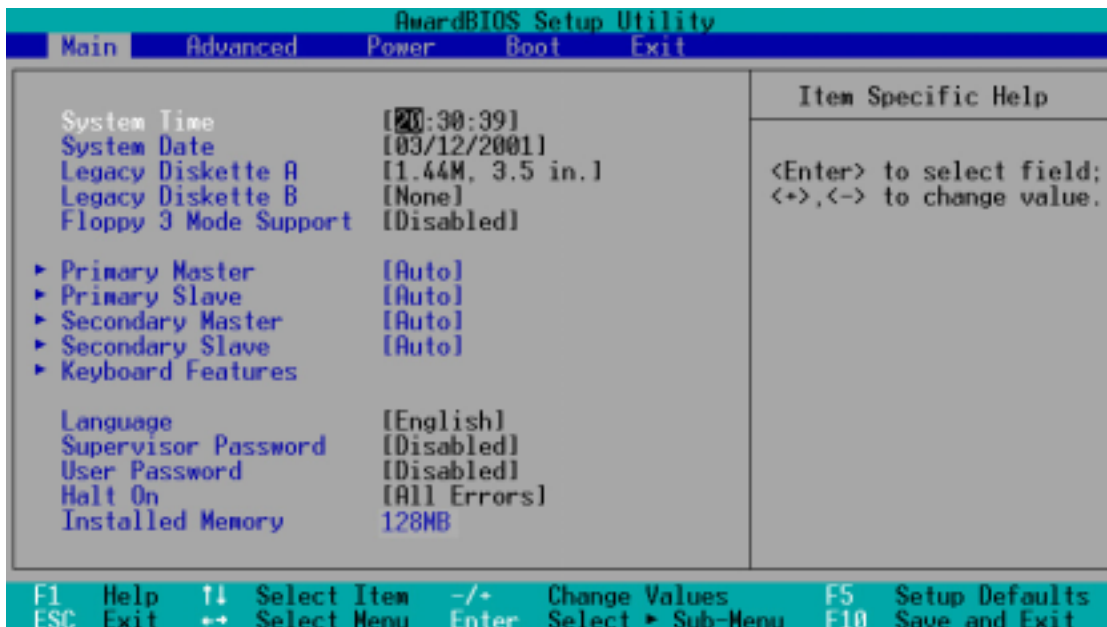 AwardBIOS Setup Utility
Main Advanced Power Boot Exit
Item Specific Help
System Time [20:30:39]
System Date [03/12/2001]
Legacy Diskette A [1.44M, 3.5 in.]
Legacy Diskette B [None]
Floppy 3 Mode Support [Disabled]
<Enter> to select field;
<+>,<-> to change value.
► Primary Master [Auto]
► Primary Slave [Auto]
► Secondary Master [Auto]
► Secondary Slave [Auto]
► Keyboard Features
Language [English]
Supervisor Password [Disabled]
User Password [Disabled]
Halt On [All Errors]
Installed Memory 128MB
F1 Help ↑↓ Select Item -/+ Change Values F5 Setup Defaults
ESC Exit ←→ Select Menu Enter Select ► Sub-Menu F10 Save and Exit